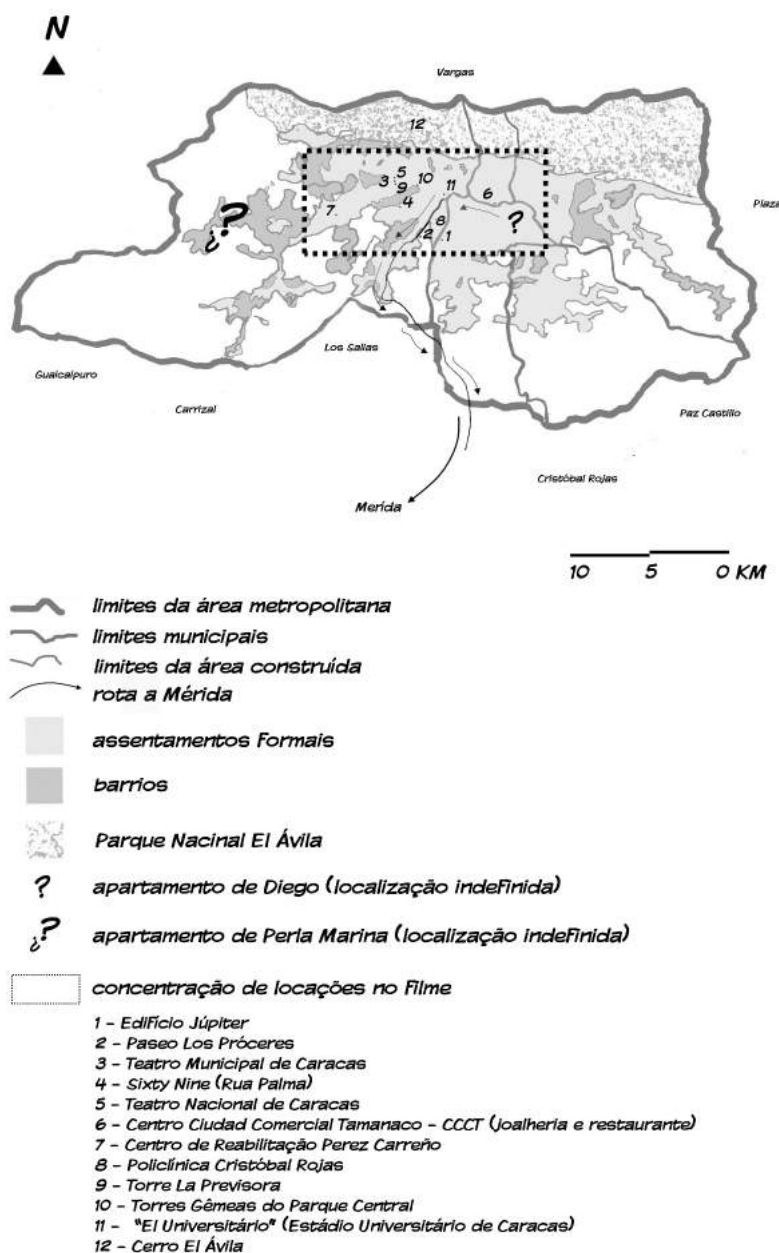 N
Vargas
12
5
3
10
9
11
6
4
7
8
?
2
1
¿?
Plaza
Los Salias
Guaicaipuro
Carrizal
Paz Castillo
Cristóbal Rojas
Merída
10 5 0 KM
limites da área metropolitana
limites municipais
limites da área construída
rota a Mérida
assentamentos Formais
barrios
Parque Nacinal El Ávila
? apartamento de Diego (localização indefinida)
¿? apartamento de Perla Marina (localização indefinida)
concentração de locações no Filme
1 - Edifício Júpiter
2 - Paseo Los Próceres
3 - Teatro Municipal de Caracas
4 - Sixty Nine (Rua Palma)
5 - Teatro Nacional de Caracas
6 - Centro Ciudad Comercial Tamanaco - CCCT (joalheria e restaurante)
7 - Centro de Reabilitação Perez Carreño
8 - Policlínica Cristóbal Rojas
9 - Torre La Previsora
10 - Torres Gêmeas do Parque Central
11 - "El Universitário" (Estádio Universitário de Caracas)
12 - Cerro El Ávila